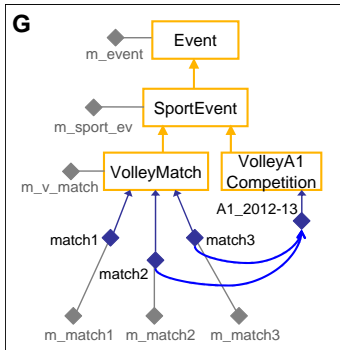 G
Event
m_event
SportEvent
m_sport_ev
VolleyMatch
VolleyA1
Competition
m_v_match
A1_2012-13
match1
match3
match2
m_match1
m_match2
m_match3